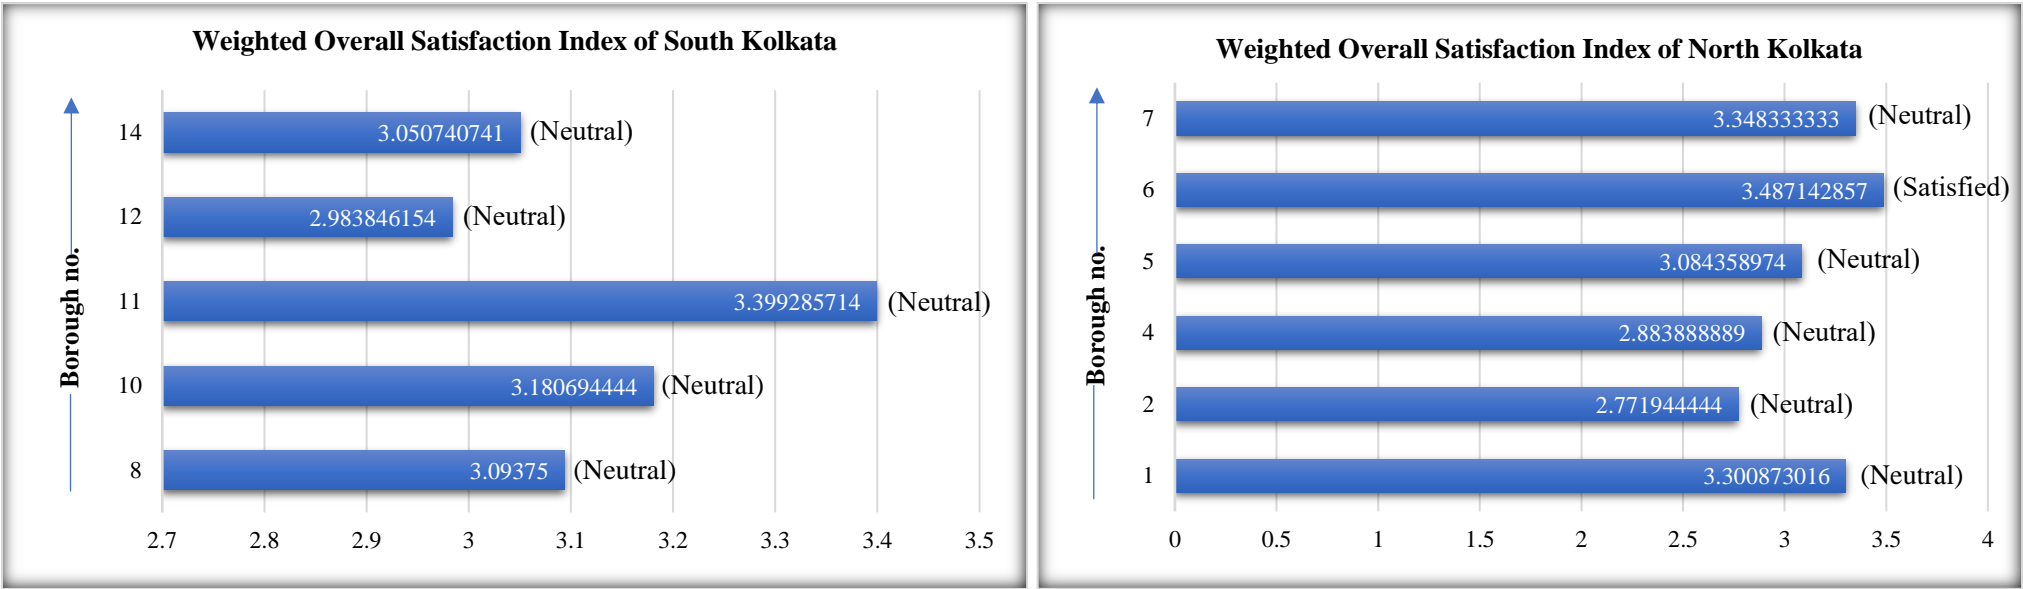 Weighted Overall Satisfaction Index of South Kolkata
Borough no.
14 3.050740741 (Neutral)
12 2.983846154 (Neutral)
11 3.399285714 (Neutral)
10 3.180694444 (Neutral)
8 3.09375 (Neutral)
2.7 2.8 2.9 3 3.1 3.2 3.3 3.4 3.5
Weighted Overall Satisfaction Index of North Kolkata
Borough no.
7 3.348333333 (Neutral)
6 3.487142857 (Satisfied)
5 3.084358974 (Neutral)
4 2.883888889 (Neutral)
2 2.771944444 (Neutral)
1 3.300873016 (Neutral)
0 0.5 1 1.5 2 2.5 3 3.5 4